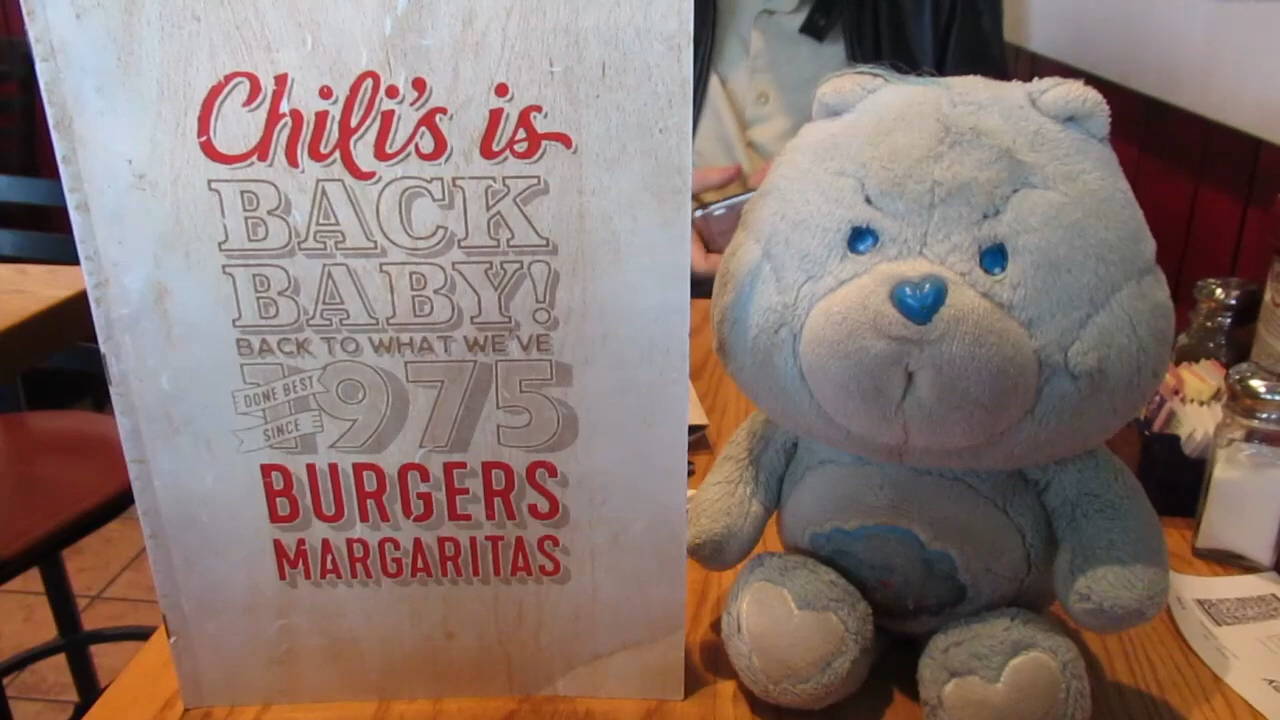 Chili's is
BACK
BABY!
BACK TO WHAT WE'VE
DONE BEST
SINCE
1975
BURGERS
MARGARITAS